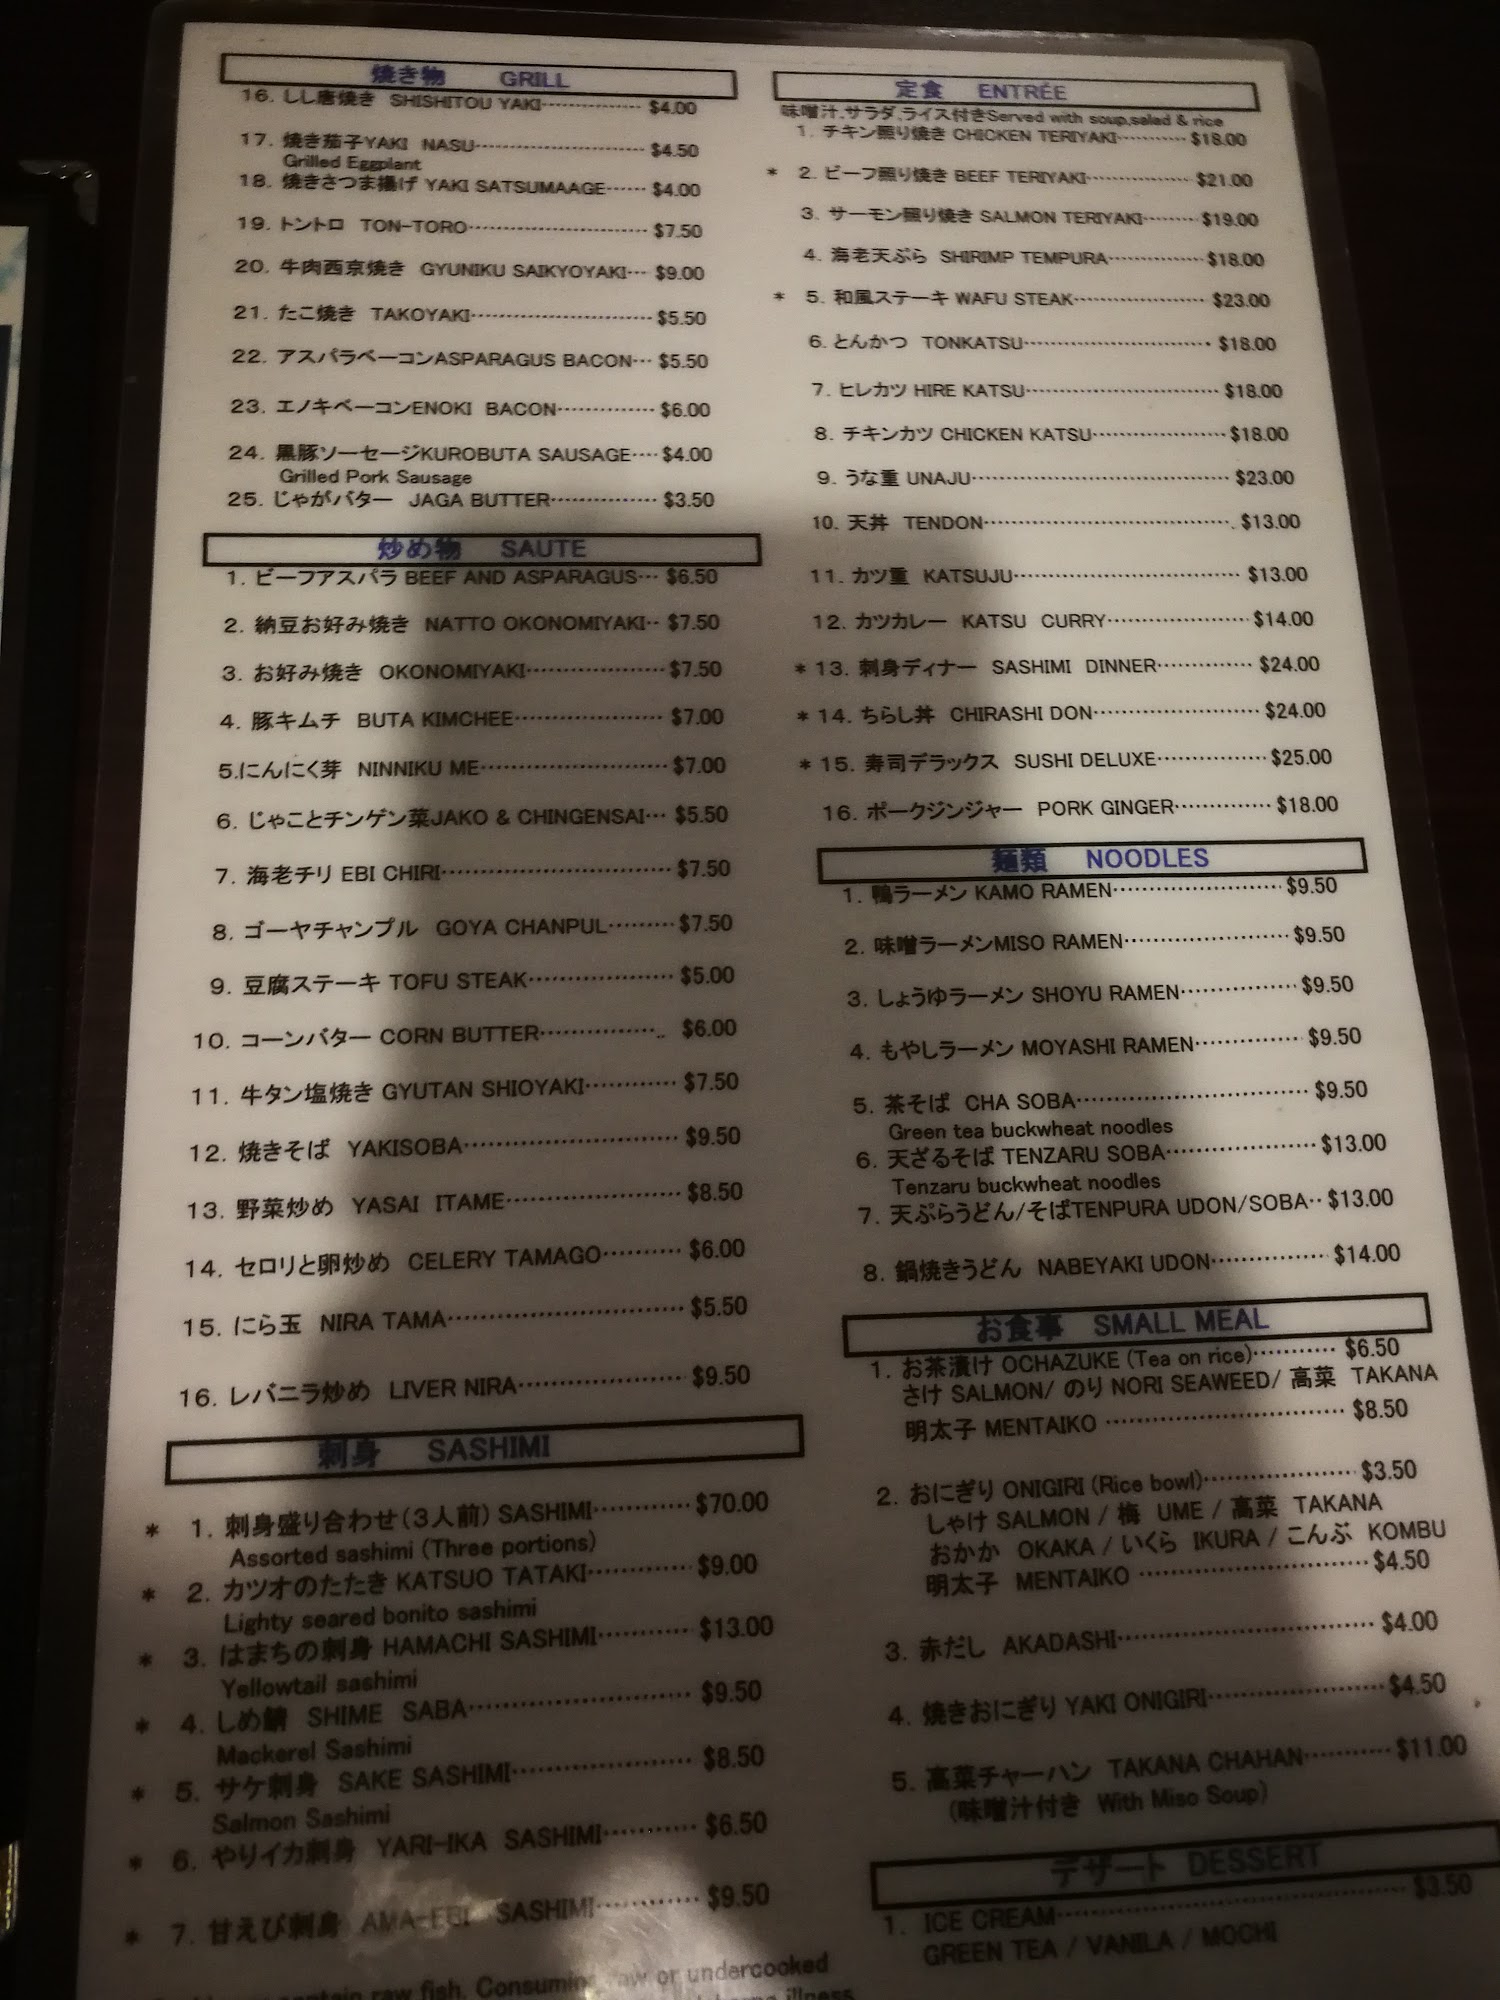 焼き物 GRILL
16. しし唐焼き SHISHITOU YAKI $4.00
17. 焼き茄子YAKI NASU $4.50
Grilled Eggplant
18. 焼きさつま揚げ YAKI SATSUMAAGE $4.00
19. トントロ TON-TORO $7.50
20. 牛肉西京焼き GYUNIKU SAIKYOYAKI $9.00
21. たこ焼き TAKOYAKI $5.50
22. アスパラベーコンASPARAGUS BACON $5.50
23. エノキベーコンENOKI BACON $6.00
24. 黒豚ソーセージKUROBUTA SAUSAGE $4.00
Grilled Pork Sausage
25. じゃがバター JAGA BUTTER $3.50
炒め物 SAUTE
1. ビーフアスパラ BEEF AND ASPARAGUS $6.50
2. 納豆お好み焼き NATTO OKONOMIYAKI $7.50
3. お好み焼き OKONOMIYAKI $7.50
4. 豚キムチ BUTA KIMCHEE $7.00
5.にんにく芽 NINNIKU ME $7.00
6. じゃことチンゲン菜JAKO & CHINGENSAI $5.50
7. 海老チリ EBI CHIRI $7.50
8. ゴーヤチャンプル GOYA CHANPUL $7.50
9. 豆腐ステーキ TOFU STEAK $5.00
10. コーンバター CORN BUTTER $6.00
11. 牛タン塩焼き GYUTAN SHIOYAKI $7.50
12. 焼きそば YAKISOBA $9.50
13. 野菜炒め YASAI ITAME $8.50
14. セロリと卵炒め CELERY TAMAGO $6.00
15. にら玉 NIRA TAMA $5.50
16. レバニラ炒め LIVER NIRA $9.50
刺身 SASHIMI
* 1. 刺身盛り合わせ(3人前) SASHIMI $70.00
Assorted sashimi (Three portions)
* 2. カツオのたたき KATSUO TATAKI $9.00
Lighty seared bonito sashimi
* 3. はまちの刺身 HAMACHI SASHIMI $13.00
Yellowtail sashimi
* 4. しめ鯖 SHIME SABA $9.50
Mackerel Sashimi
* 5. サケ刺身 SAKE SASHIMI $8.50
Salmon Sashimi
* 6. やりイカ刺身 YARI-IKA SASHIMI $6.50
* 7. 甘えび刺身 AMA-EBI SASHIMI $9.50
contain raw fish. Consuming raw or undercooked
illness
定食 ENTRÉE
味噌汁,サラダ,ライス付きServed with soup,salad & rice
1. チキン照り焼き CHICKEN TERIYAKI $18.00
* 2. ビーフ照り焼き BEEF TERIYAKI $21.00
3. サーモン照り焼き SALMON TERIYAKI $19.00
4. 海老天ぷら SHIRIMP TEMPURA $18.00
* 5. 和風ステーキ WAFU STEAK $23.00
6. とんかつ TONKATSU $18.00
7. ヒレカツ HIRE KATSU $18.00
8. チキンカツ CHICKEN KATSU $18.00
9. うな重 UNAJU $23.00
10. 天丼 TENDON $13.00
11. カツ重 KATSUJU $13.00
12. カツカレー KATSU CURRY $14.00
* 13. 刺身ディナー SASHIMI DINNER $24.00
* 14. ちらし丼 CHIRASHI DON $24.00
* 15. 寿司デラックス SUSHI DELUXE $25.00
16. ポークジンジャー PORK GINGER $18.00
麺類 NOODLES
1. 鴨ラーメン KAMO RAMEN $9.50
2. 味噌ラーメンMISO RAMEN $9.50
3. しょうゆラーメン SHOYU RAMEN $9.50
4. もやしラーメン MOYASHI RAMEN $9.50
5. 茶そば CHA SOBA $9.50
Green tea buckwheat noodles
6. 天ざるそば TENZARU SOBA $13.00
Tenzaru buckwheat noodles
7. 天ぷらうどん/そばTENPURA UDON/SOBA $13.00
8. 鍋焼きうどん NABEYAKI UDON $14.00
お食事 SMALL MEAL
1. お茶漬け OCHAZUKE (Tea on rice) $6.50
さけ SALMON/ のり NORI SEAWEED/ 高菜 TAKANA
明太子 MENTAIKO $8.50
2. おにぎり ONIGIRI (Rice bowl) $3.50
しゃけ SALMON / 梅 UME / 高菜 TAKANA
おかか OKAKA / いくら IKURA / こんぶ KOMBU
明太子 MENTAIKO $4.50
3. 赤だし AKADASHI $4.00
4. 焼きおにぎり YAKI ONIGIRI $4.50
5. 高菜チャーハン TAKANA CHAHAN $11.00
(味噌汁付き With Miso Soup)
デザート DESSERT
1. ICE CREAM $3.50
GREEN TEA / VANILA / MOCHI